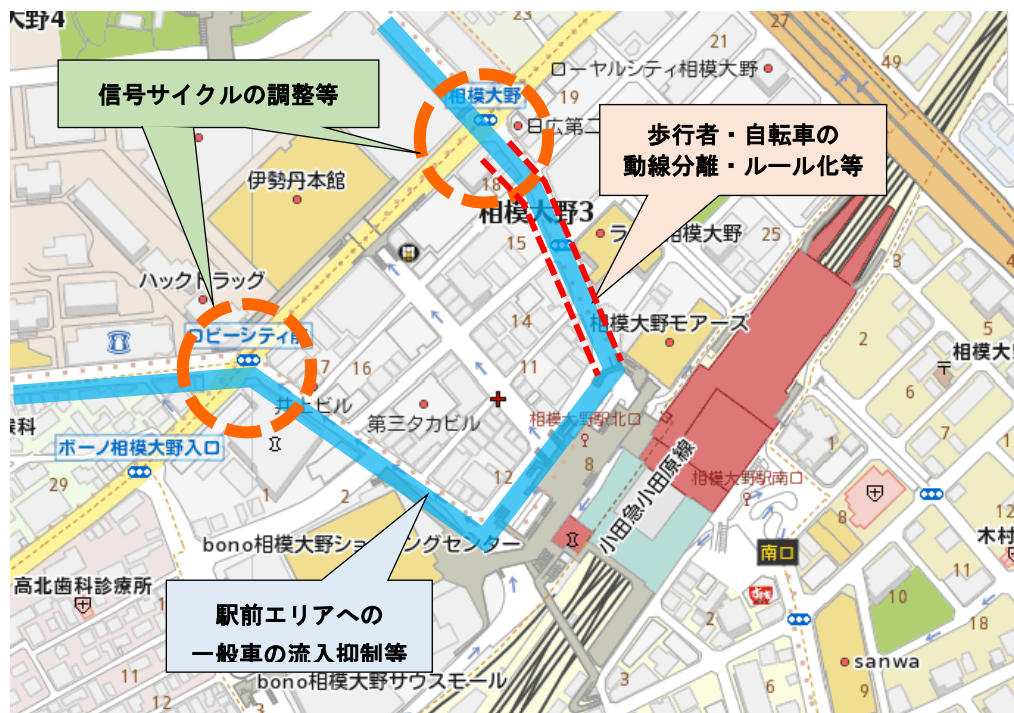 大野4
23
21
49
ローヤルシティ相模大野
信号サイクルの調整等
相模大野
19
日広第二
歩行者・自転車の
動線分離・ルール化等
伊勢丹本館
18
相模大野3
15
25
3
ハックドラッグ
14
相模大野モアーズ
2
5
ロビーシティ前
17
16
11
相模大野
6
井上ビル
第三タカビル
相模大野駅北口
7
ボーノ相模大野入口
小田急小田原線
1
相模大野駅南口
29
12
8
12
1
2
8
木村
南口
bono相模大野ショッピングセンター
11
高北歯科診療所
駅前エリアへの
一般車の流入抑制等
10
18
2
11
sanwa
bono相模大野サウスモール
3
6
9
12
3
2